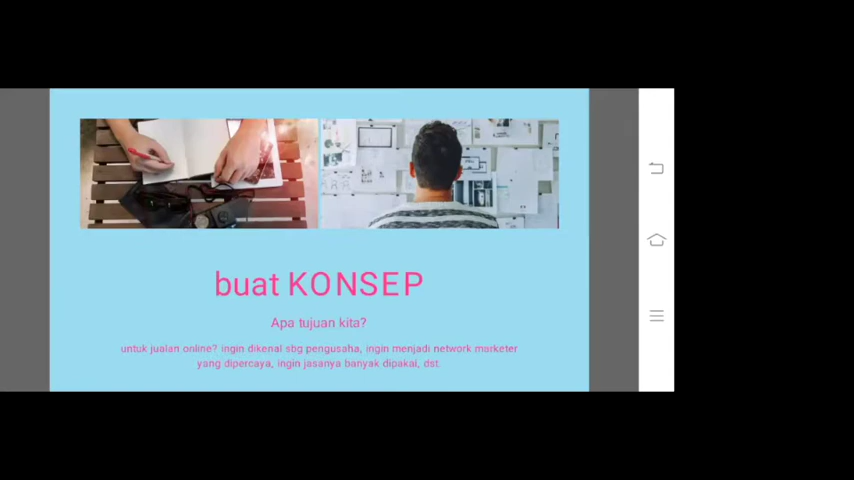 buat KONSEP
Apa tujuan kita?
untuk jualan online? ingin dikenal sbg pengusaha, ingin menjadi network marketer
yang dipercaya, ingin jasanya banyak dipakai, dst